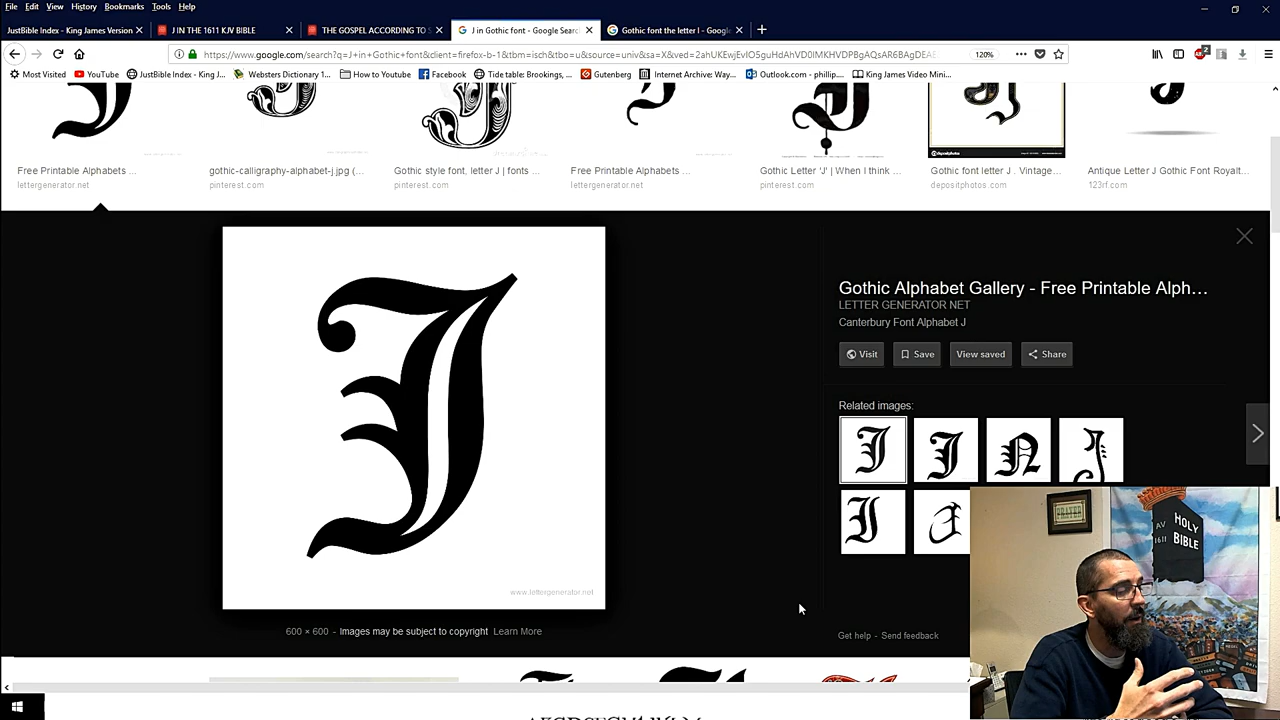 File Edit View History Bookmarks Tools Help
JustBible Index - King James Version
J IN THE 1611 KJV BIBLE
THE GOSPEL ACCORDING TO S
J in Gothic font - Google Search
Gothic font the letter I - Google
120%
Most Visited
YouTube
JustBible Index - King J...
Websters Dictionary 1...
How to Youtube
Facebook
Tide table: Brookings, ...
Gutenberg
Internet Archive: Way...
Outlook.com - phillip....
King James Video Mini...
Free Printable Alphabets ...
lettergenerator.net
gothic-calligraphy-alphabet-j.jpg (...
pinterest.com
Gothic style font, letter J | fonts ...
pinterest.com
Free Printable Alphabets ...
lettergenerator.net
Gothic Letter 'J' | When I think ...
pinterest.com
Gothic font letter J . Vintage...
depositphotos.com
Antique Letter J Gothic Font Royalt...
123rf.com
J
www.lettergenerator.net
600 × 600 - Images may be subject to copyright Learn More
Gothic Alphabet Gallery - Free Printable Alph...
LETTER GENERATOR NET
Canterbury Font Alphabet J
Visit
Save
View saved
Share
Related images:
Get help - Send feedback
PRAYER
AV
1611
HOLY
BIBLE